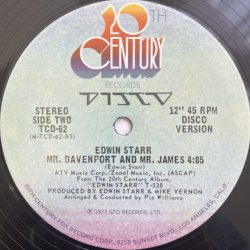 20TH
CENTURY
RECORDS
DISCO
STEREO
SIDE TWO
TCD-62
(M-TCD-62-BS)
12" 45 RPM
DISCO
VERSION
EDWIN STARR
MR. DAVENPORT AND MR. JAMES 4:05
(Edwin Starr)
ATV Music Corp./Zonal Music, Inc. (ASCAP)
From The 20th Century Album,
"EDWIN STARR" T-538
PRODUCED BY EDWIN STARR & MIKE VERNON
Arranged & Conducted by Pip Williams
℗ 1977 GTO RECORDS, LTD.
20TH CENTURY FOX RECORD CORP., 8255 SUNSET BLVD., LOS ANGELES, CAL.